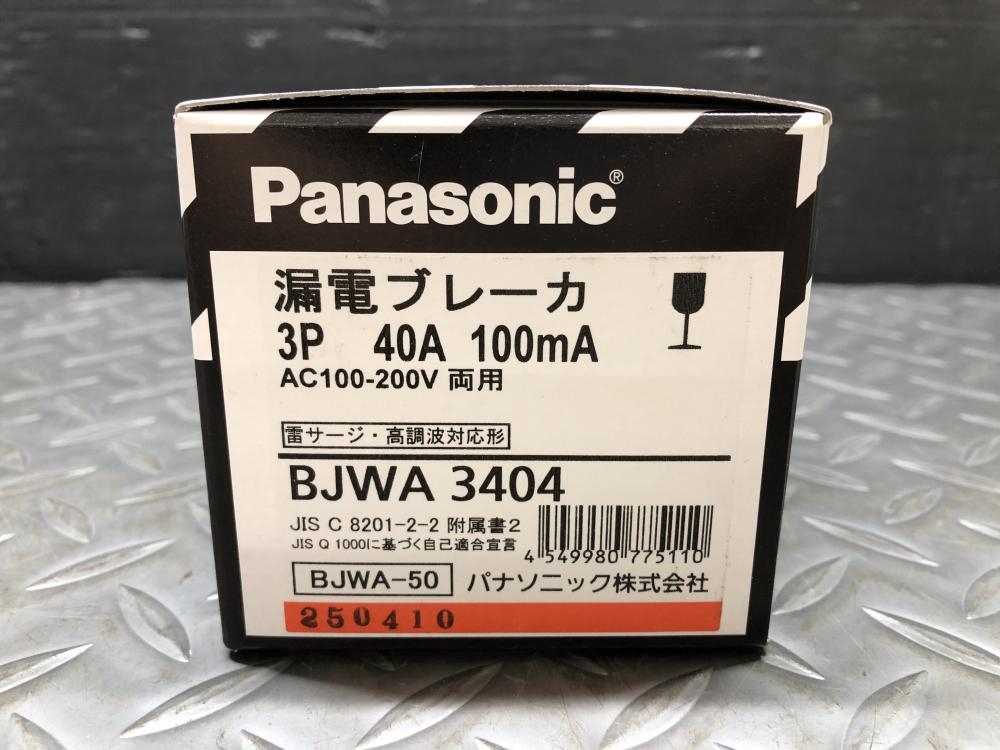 Panasonic®
漏電ブレーカ
3P 40A 100mA
AC100-200V 両用
雷サージ・高調波対応形
BJWA 3404
JIS C 8201-2-2 附属書2
JIS Q 1000に基づく自己適合宣言
4 549980 775110
BJWA-50 パナソニック株式会社
250410